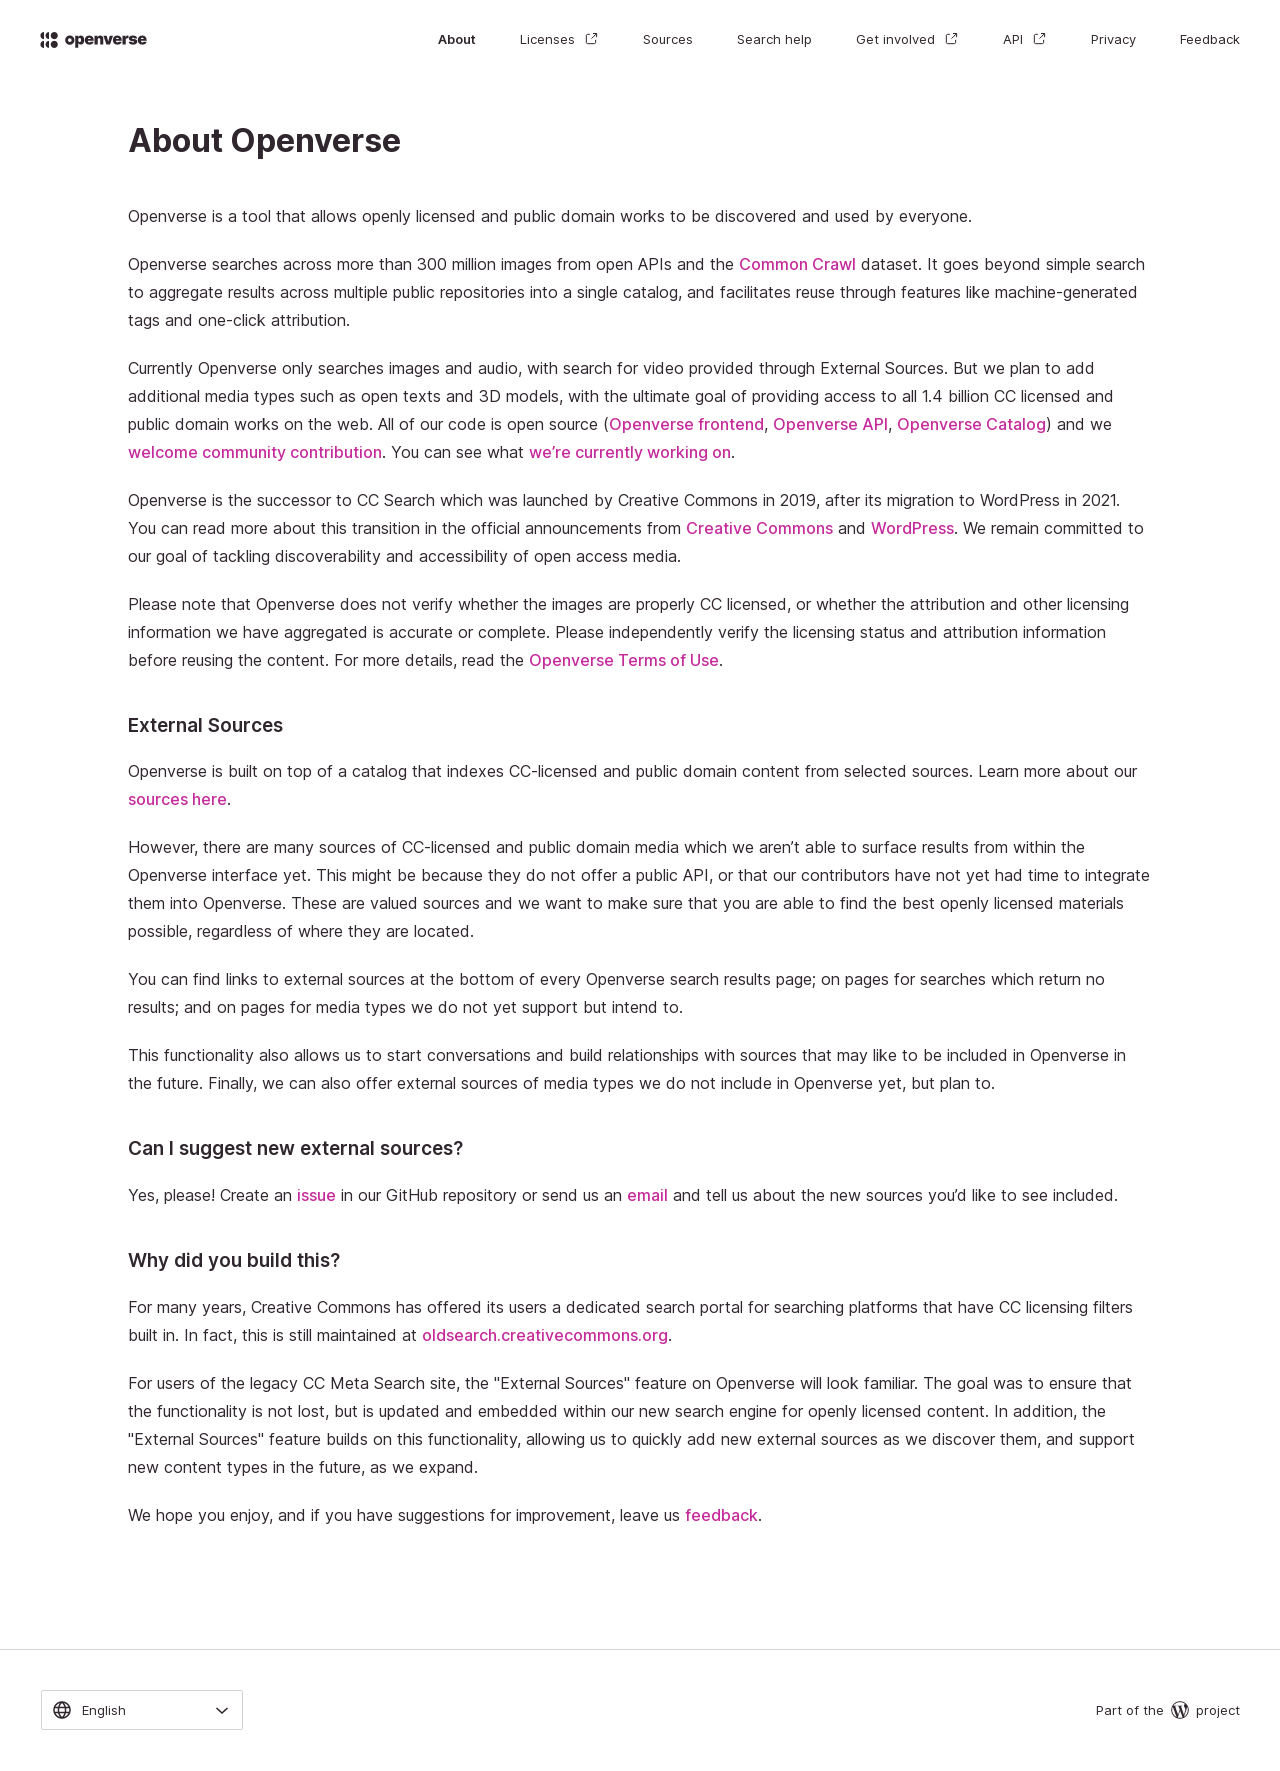 openverse
About
Licenses
Sources
Search help
Get involved
API
Privacy
Feedback
About Openverse
Openverse is a tool that allows openly licensed and public domain works to be discovered and used by everyone.
Openverse searches across more than 300 million images from open APIs and the Common Crawl dataset. It goes beyond simple search
to aggregate results across multiple public repositories into a single catalog, and facilitates reuse through features like machine-generated
tags and one-click attribution.
Currently Openverse only searches images and audio, with search for video provided through External Sources. But we plan to add
additional media types such as open texts and 3D models, with the ultimate goal of providing access to all 1.4 billion CC licensed and
public domain works on the web. All of our code is open source (Openverse frontend, Openverse API, Openverse Catalog) and we
welcome community contribution. You can see what we’re currently working on.
Openverse is the successor to CC Search which was launched by Creative Commons in 2019, after its migration to WordPress in 2021.
You can read more about this transition in the official announcements from Creative Commons and WordPress. We remain committed to
our goal of tackling discoverability and accessibility of open access media.
Please note that Openverse does not verify whether the images are properly CC licensed, or whether the attribution and other licensing
information we have aggregated is accurate or complete. Please independently verify the licensing status and attribution information
before reusing the content. For more details, read the Openverse Terms of Use.
External Sources
Openverse is built on top of a catalog that indexes CC-licensed and public domain content from selected sources. Learn more about our
sources here.
However, there are many sources of CC-licensed and public domain media which we aren’t able to surface results from within the
Openverse interface yet. This might be because they do not offer a public API, or that our contributors have not yet had time to integrate
them into Openverse. These are valued sources and we want to make sure that you are able to find the best openly licensed materials
possible, regardless of where they are located.
You can find links to external sources at the bottom of every Openverse search results page; on pages for searches which return no
results; and on pages for media types we do not yet support but intend to.
This functionality also allows us to start conversations and build relationships with sources that may like to be included in Openverse in
the future. Finally, we can also offer external sources of media types we do not include in Openverse yet, but plan to.
Can I suggest new external sources?
Yes, please! Create an issue in our GitHub repository or send us an email and tell us about the new sources you’d like to see included.
Why did you build this?
For many years, Creative Commons has offered its users a dedicated search portal for searching platforms that have CC licensing filters
built in. In fact, this is still maintained at oldsearch.creativecommons.org.
For users of the legacy CC Meta Search site, the "External Sources" feature on Openverse will look familiar. The goal was to ensure that
the functionality is not lost, but is updated and embedded within our new search engine for openly licensed content. In addition, the
"External Sources" feature builds on this functionality, allowing us to quickly add new external sources as we discover them, and support
new content types in the future, as we expand.
We hope you enjoy, and if you have suggestions for improvement, leave us feedback.
English
Part of the project